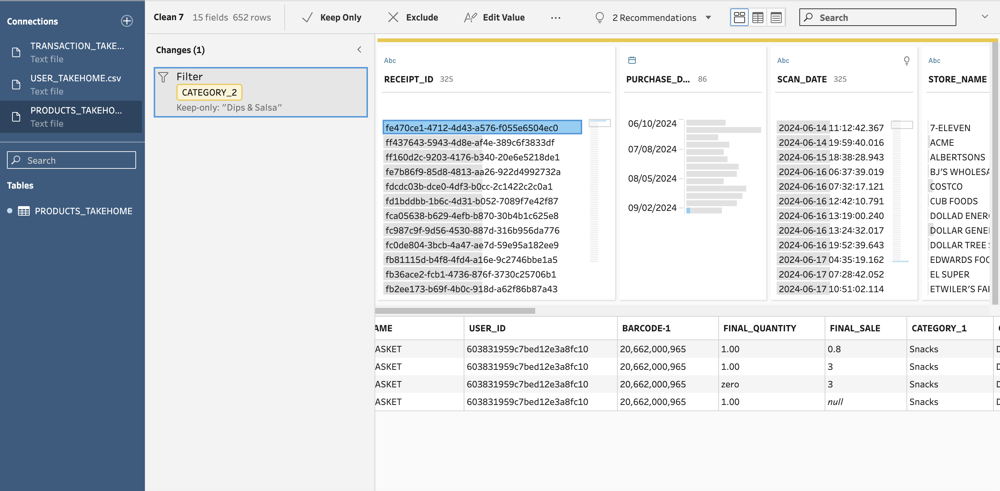 Connections
TRANSACTION_TAKE...
Text file
USER_TAKEHOME.csv
Text file
PRODUCTS_TAKEHO...
Text file
Search
Tables
PRODUCTS_TAKEHOME
Clean 7 15 fields 652 rows
Keep Only
Exclude
Edit Value
...
2 Recommendations
Search
Changes (1)
Filter
CATEGORY_2
Keep-only: "Dips & Salsa"
Abc
RECEIPT_ID 325
fe470ce1-4712-4d43-a576-f055e6504ec0
ff437643-5943-4d8e-af4e-389c6f3833df
ff160d2c-9203-4176-b340-20e6e5218de1
fe7b86f9-85d8-4813-aa26-922d4992732a
fdcdc03b-dce0-4df3-b0cc-2c1422c2c0a1
fd1bddbb-1b6c-4d31-b052-7089f7e42f87
fca05638-b629-4efb-b870-30b4b1c625e8
fc987c9f-9d56-4530-887d-316b956da776
fc0de804-3bcb-4a47-ae7d-59e95a182ee9
fb81115d-b4f8-4fd4-a16e-9c2746bbe1a5
fb36ace2-fcb1-4736-876f-3730c25706b1
fb2ee173-b69f-4b0c-918d-a62f86b87a43
PURCHASE_D... 86
06/10/2024
07/08/2024
08/05/2024
09/02/2024
Abc
SCAN_DATE 325
2024-06-14 11:12:42.367
2024-06-14 19:59:40.016
2024-06-15 18:38:28.943
2024-06-16 06:37:39.019
2024-06-16 07:32:17.121
2024-06-16 12:42:10.791
2024-06-16 13:19:00.240
2024-06-16 13:24:32.017
2024-06-16 19:52:39.643
2024-06-17 04:35:19.162
2024-06-17 07:28:42.052
2024-06-17 10:51:02.114
Abc
STORE_NAME
7-ELEVEN
ACME
ALBERTSONS
BJ'S WHOLESA
COSTCO
CUB FOODS
DOLLAD ENER
DOLLAR GENE
DOLLAR TREE
EDWARDS FOO
EL SUPER
ETWILER'S FA
AME USER_ID BARCODE-1 FINAL_QUANTITY FINAL_SALE CATEGORY_1
ASKET 603831959c7bed12e3a8fc10 20,662,000,965 1.00 0.8 Snacks
ASKET 603831959c7bed12e3a8fc10 20,662,000,965 1.00 3 Snacks
ASKET 603831959c7bed12e3a8fc10 20,662,000,965 zero 3 Snacks
ASKET 603831959c7bed12e3a8fc10 20,662,000,965 1.00 null Snacks